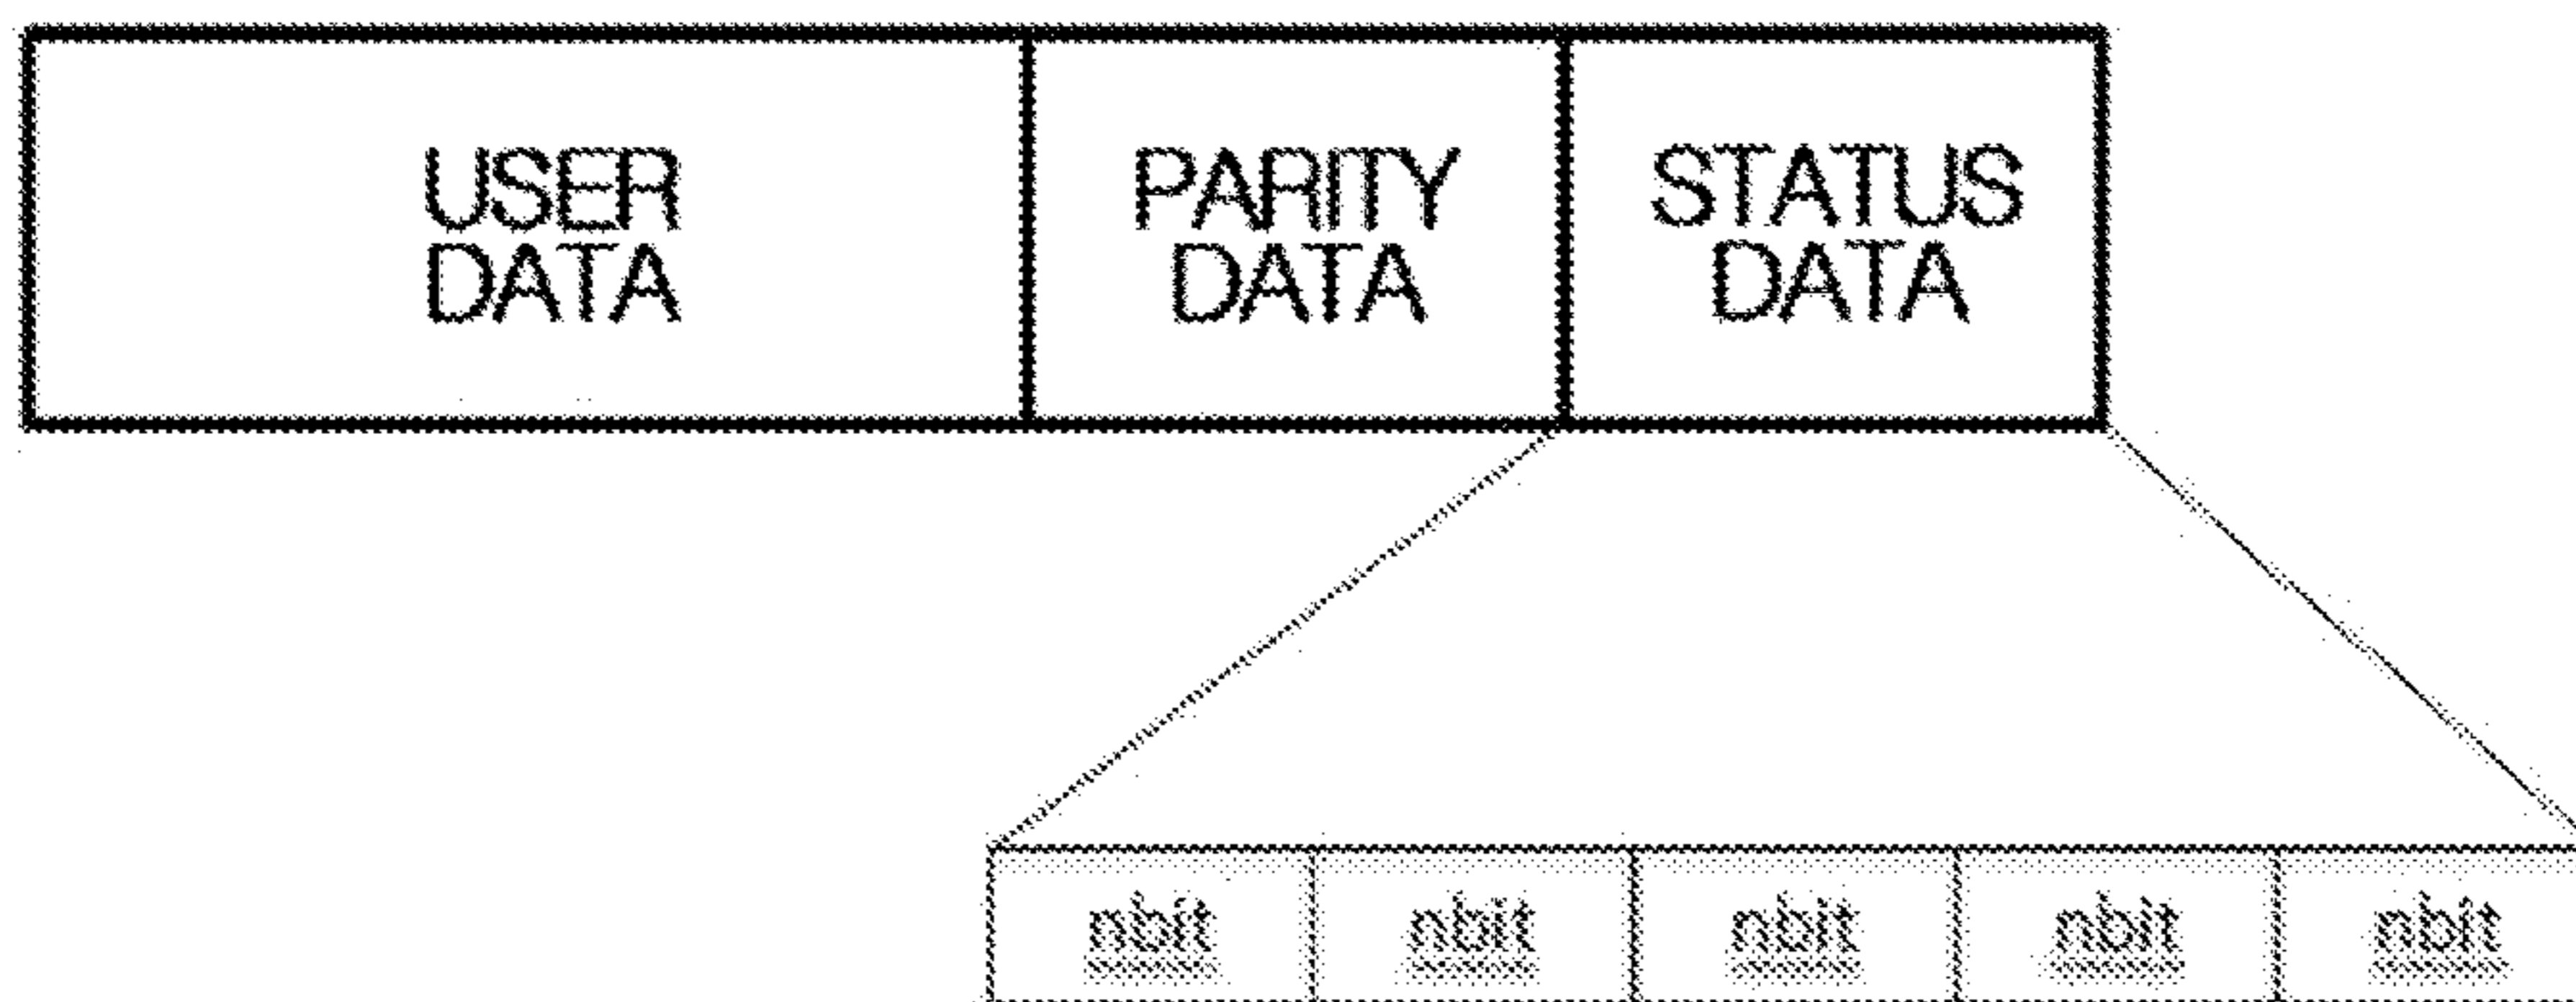 USER
DATA
PARITY
DATA
STATUS
DATA
nbit nbit nbit nbit nbit